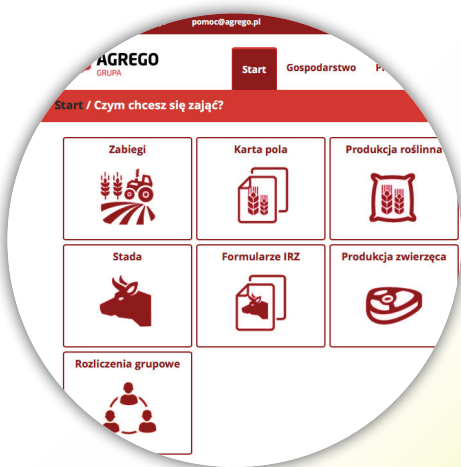 pomoc@agrego.pl
AGREGO
GRUPA
Start
Gospodarstwo
Start / Czym chcesz się zająć?
Zabiegi
Karta pola
Produkcja roślinna
Stada
Formularze IRZ
Produkcja zwierzęca
Rozliczenia grupowe